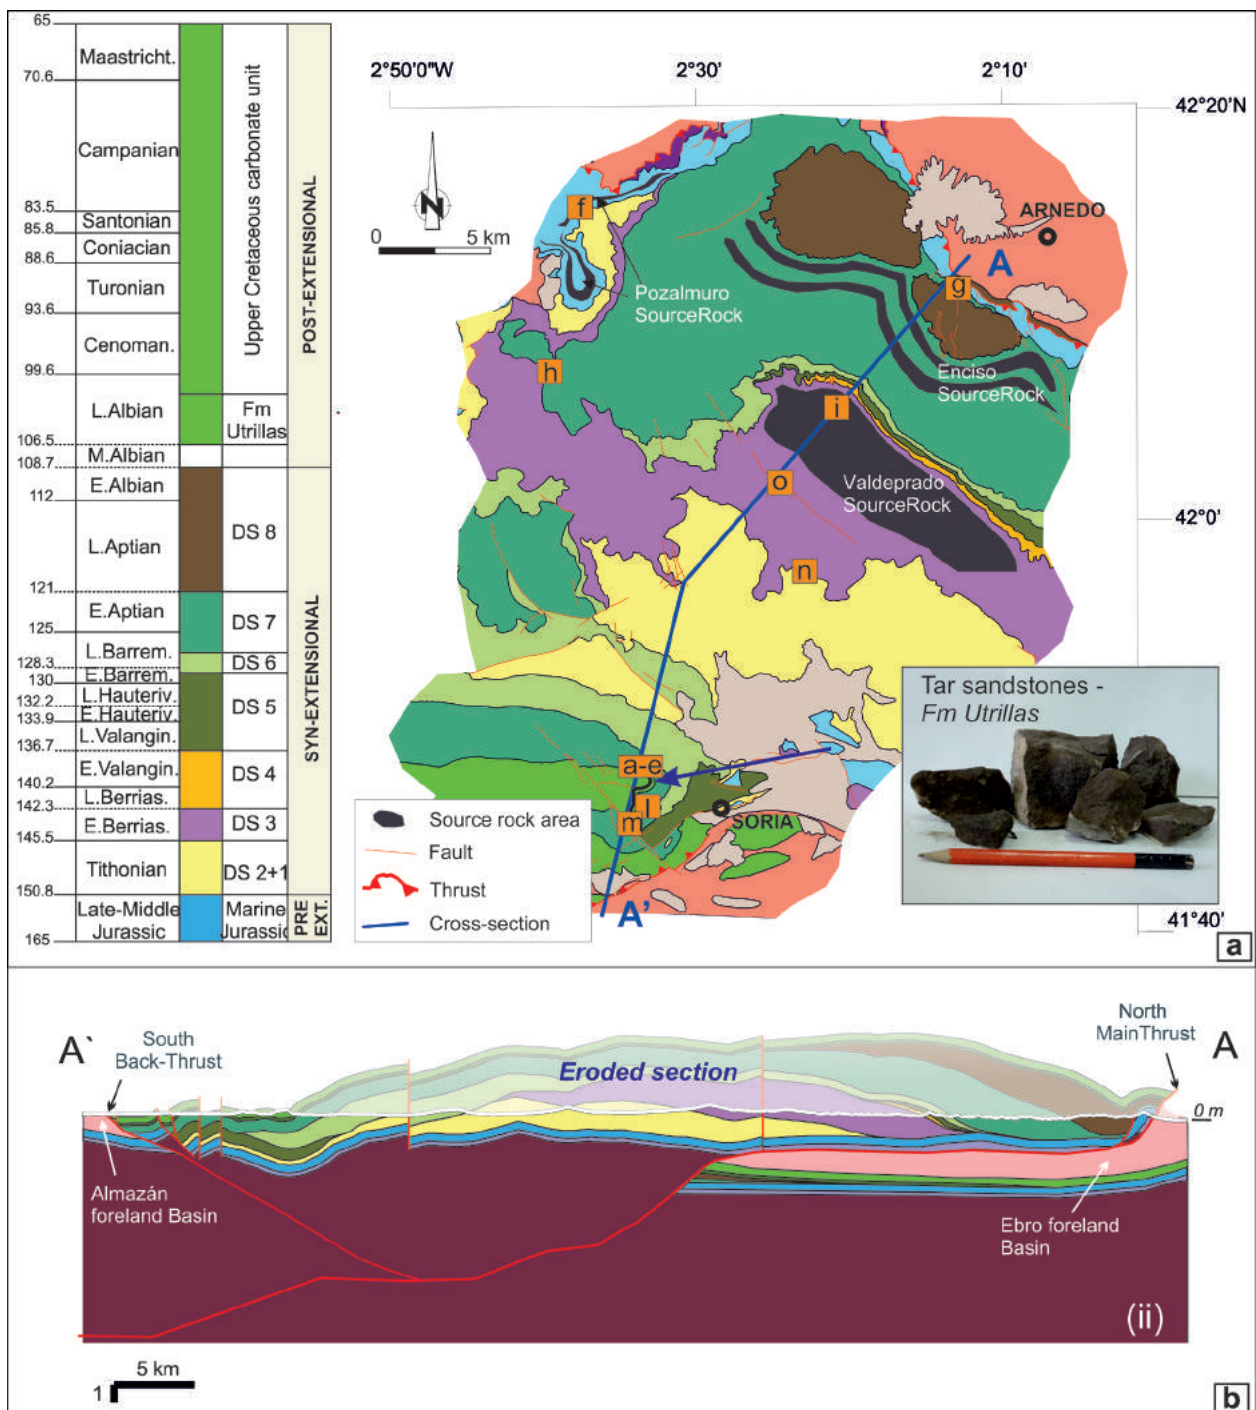 65
Maastricht.
70.6
Campanian
83.5
Santonian
85.8
Coniacian
88.6
Turonian
93.6
Cenoman.
99.6
L.Albian
106.5
M.Albian
108.7
E.Albian
112
L.Aptian
121
E.Aptian
125
L.Barrem.
128.3
E.Barrem.
130
L.Hauteriv.
132.2
E.Hauteriv.
133.9
L.Valangin.
136.7
E.Valangin.
140.2
L.Berrias.
142.3
E.Berrias.
145.5
Tithonian
150.8
Late-Middle
Jurassic
165
Upper Cretaceous carbonate unit
Fm
Utrillas
DS 8
DS 7
DS 6
DS 5
DS 4
DS 3
DS 2+1
Marine
Jurassic
POST-EXTENSIONAL
SYN-EXTENSIONAL
PRE
EXT.
2°50'0"W
2°30'
2°10'
42°20'
42°0'
41°40'
N
0 5 km
ARNEDO
A
f
g
Pozalmuro
SourceRock
h
Enciso
SourceRock
i
o
Valdeprado
SourceRock
n
a-e
l
m
SORIA
A'
Source rock area
Fault
Thrust
Cross-section
Tar sandstones -
Fm Utrillas
a
A`
South
Back-Thrust
Eroded section
North
MainThrust
A
0 m
Almazán
foreland Basin
Ebro foreland
Basin
(ii)
5 km
1
b